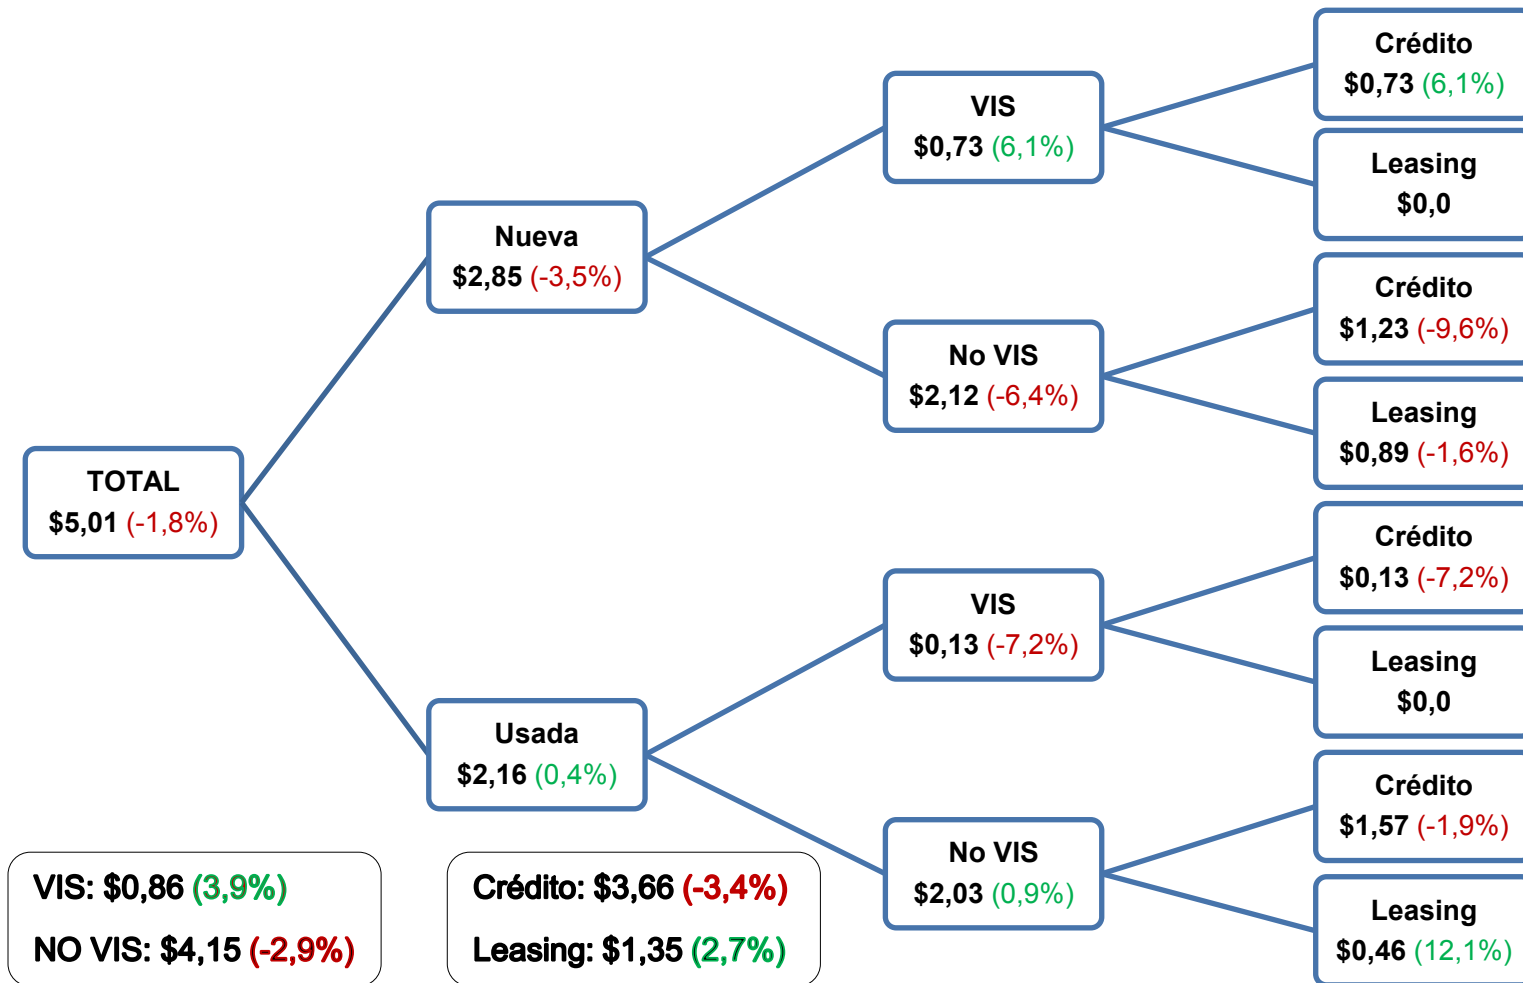 TOTAL
$5,01 (-1,8%)
Nueva
$2,85 (-3,5%)
Usada
$2,16 (0,4%)
VIS
$0,73 (6,1%)
No VIS
$2,12 (-6,4%)
VIS
$0,13 (-7,2%)
No VIS
$2,03 (0,9%)
Crédito
$0,73 (6,1%)
Leasing
$0,0
Crédito
$1,23 (-9,6%)
Leasing
$0,89 (-1,6%)
Crédito
$0,13 (-7,2%)
Leasing
$0,0
Crédito
$1,57 (-1,9%)
Leasing
$0,46 (12,1%)
VIS: $0,86 (3,9%)
NO VIS: $4,15 (-2,9%)
Crédito: $3,66 (-3,4%)
Leasing: $1,35 (2,7%)